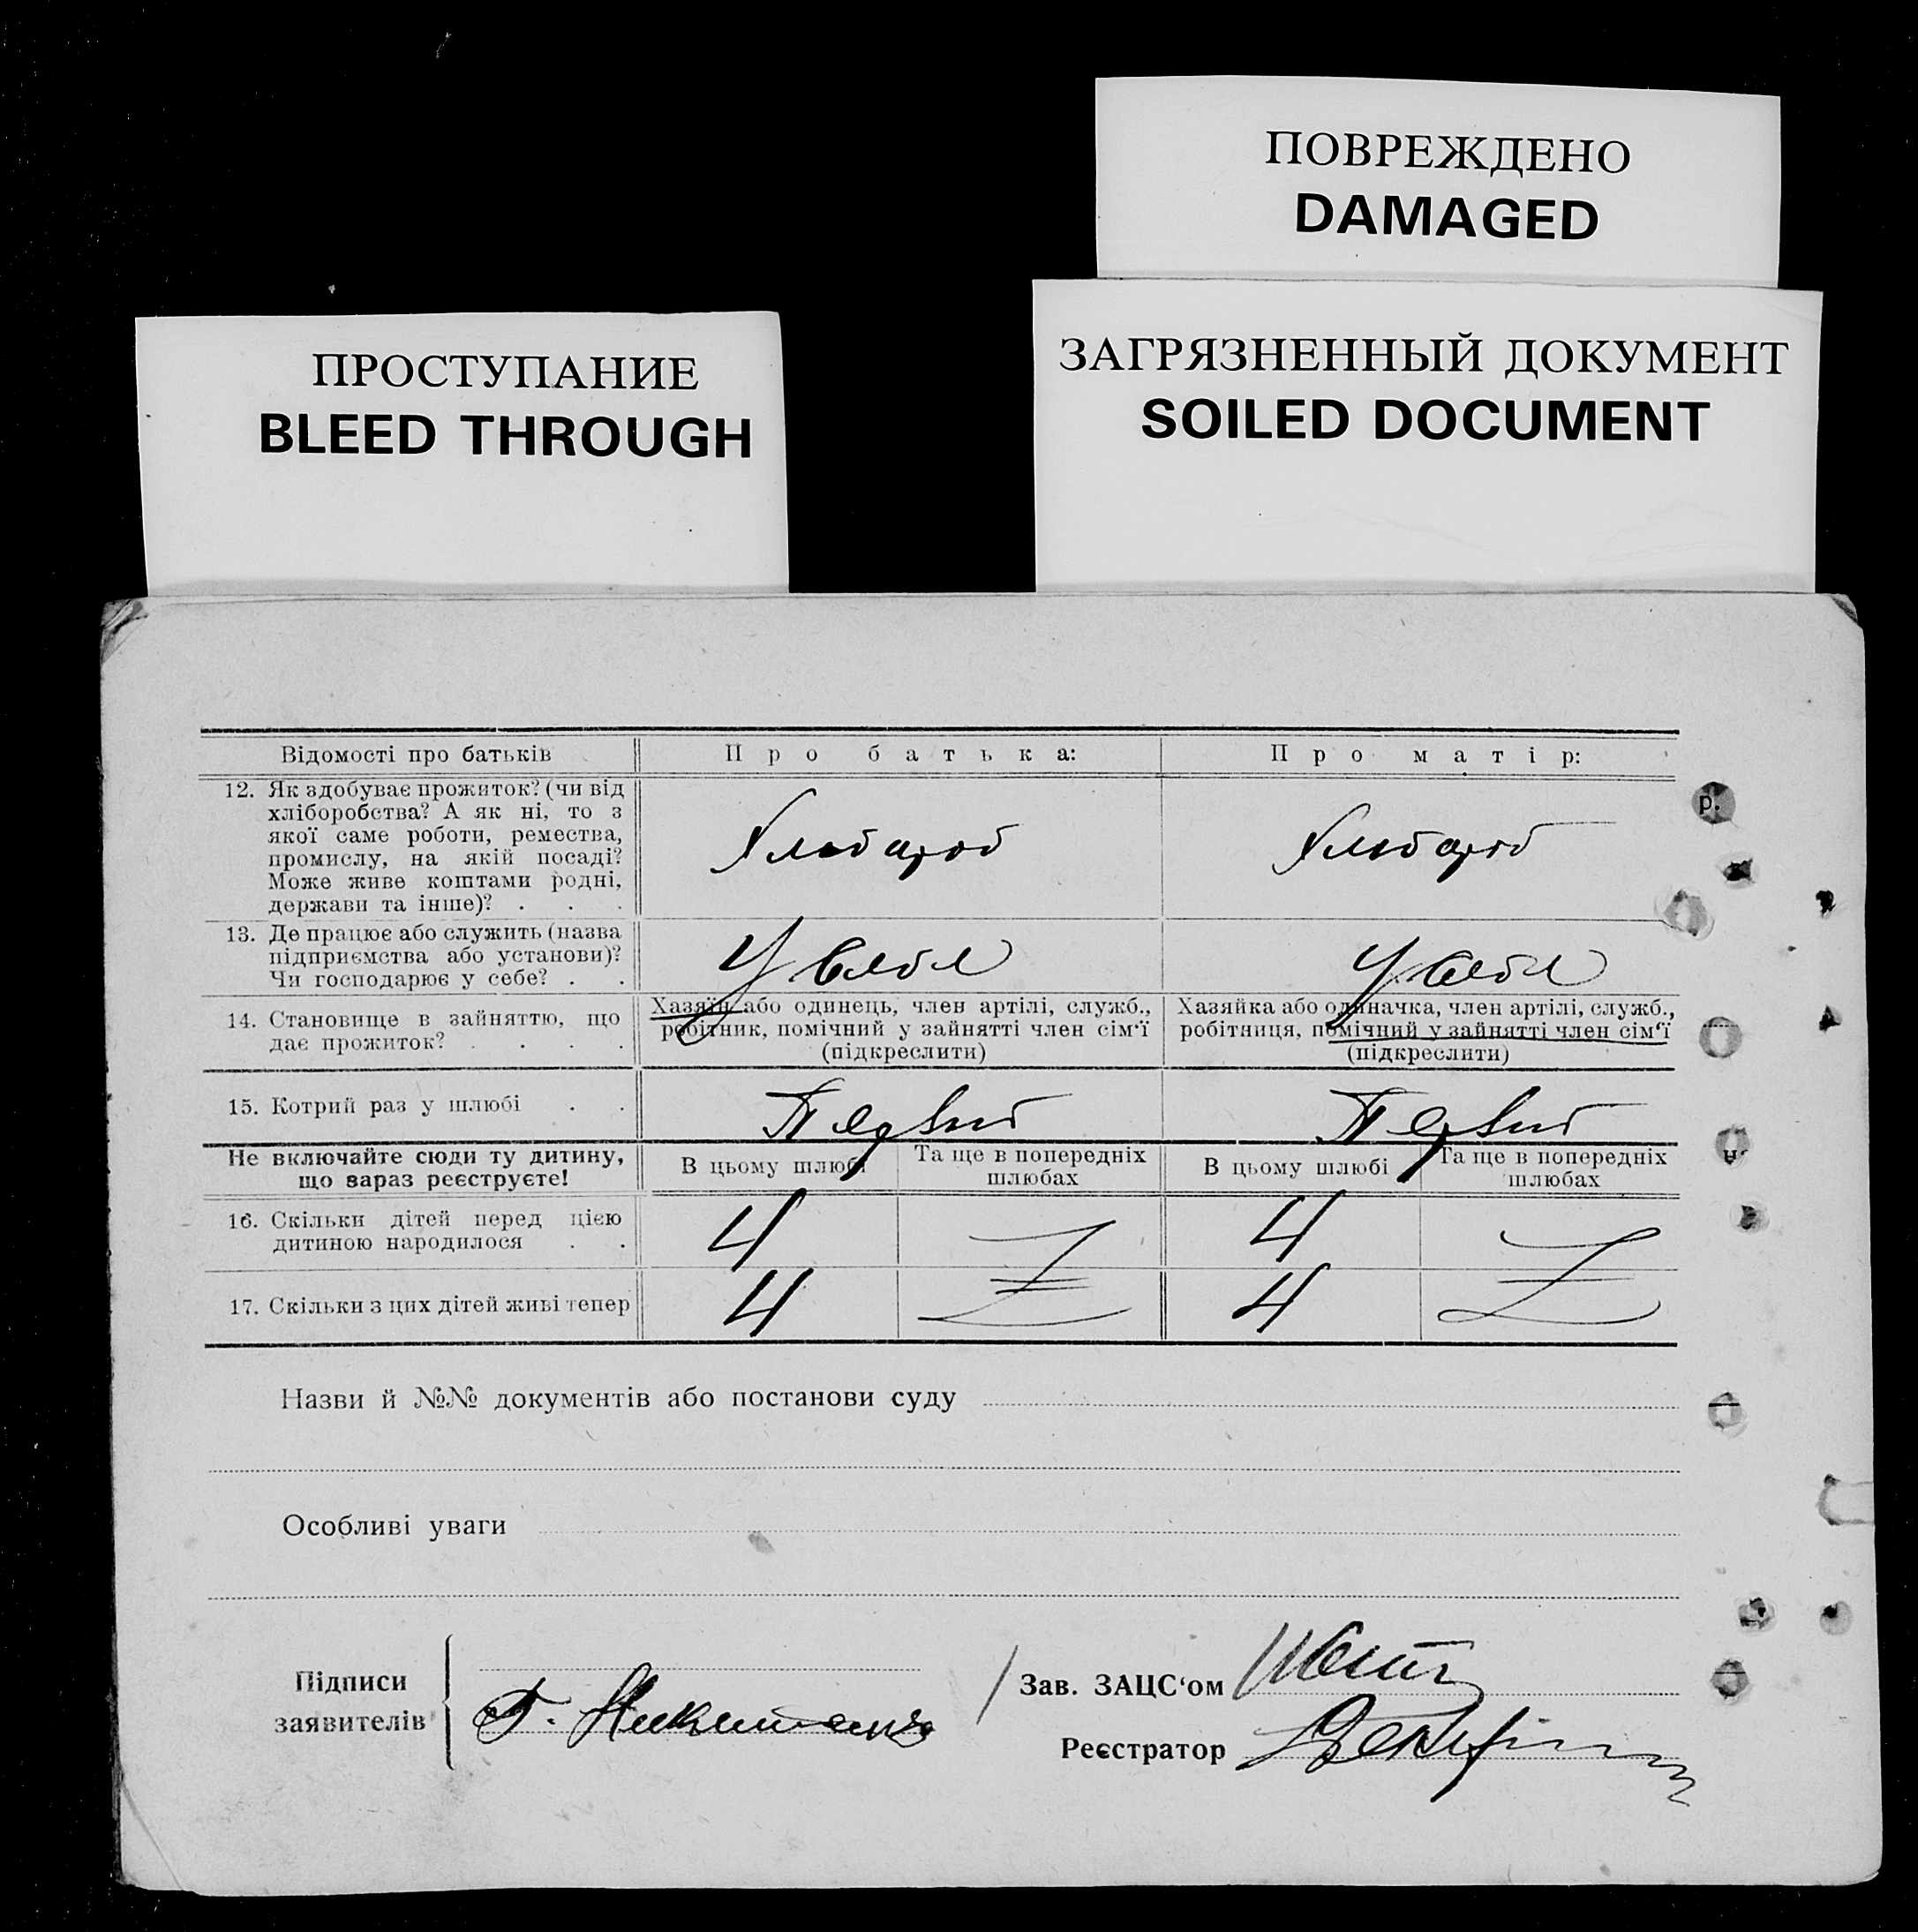 ПОВРЕЖДЕНО
DAMAGED
ПРОСТУПАНИЕ
BLEED THROUGH
ЗАГРЯЗНЕННЫЙ ДОКУМЕНТ
SOILED DOCUMENT
Відомості про батьків
Про батька:
Про матір:
12. Як здобуває прожиток? (чи від
хліборобства? А як ні, то з
якої саме роботи, ремества,
промислу, на якій посаді?
Може живе коштами родні,
держави та інше)? . . .
Хлібороб
Хлібороб
р.
13. Де працює або служить (назва
підприємства або установи)?
Чи господарює у себе? . .
У себе
У себе
14. Становище в зайняттю, що
дає прожиток? . . . .
Хазяїн або одинець, член артілі, служб.,
робітник, помічний у зайнятті член сім'ї
(підкреслити)
Хазяйка або одиначка, член артілі, служб.,
робітниця, помічний у зайнятті член сім'ї
(підкреслити)
15. Котрий раз у шлюбі . .
Первий
Первий
Не включайте сюди ту дитину,
що зараз реєструєте!
В цьому шлюбі
Та ще в попередніх
шлюбах
В цьому шлюбі
Та ще в попередніх
шлюбах
н.
16. Скільки дітей перед цією
дитиною народилося . .
4
4
17. Скільки з цих дітей живі тепер
4
4
Назви й №№ документів або постанови суду
Особливі уваги
Підписи
заявителів
Зав. ЗАЦС'ом
Реєстратор